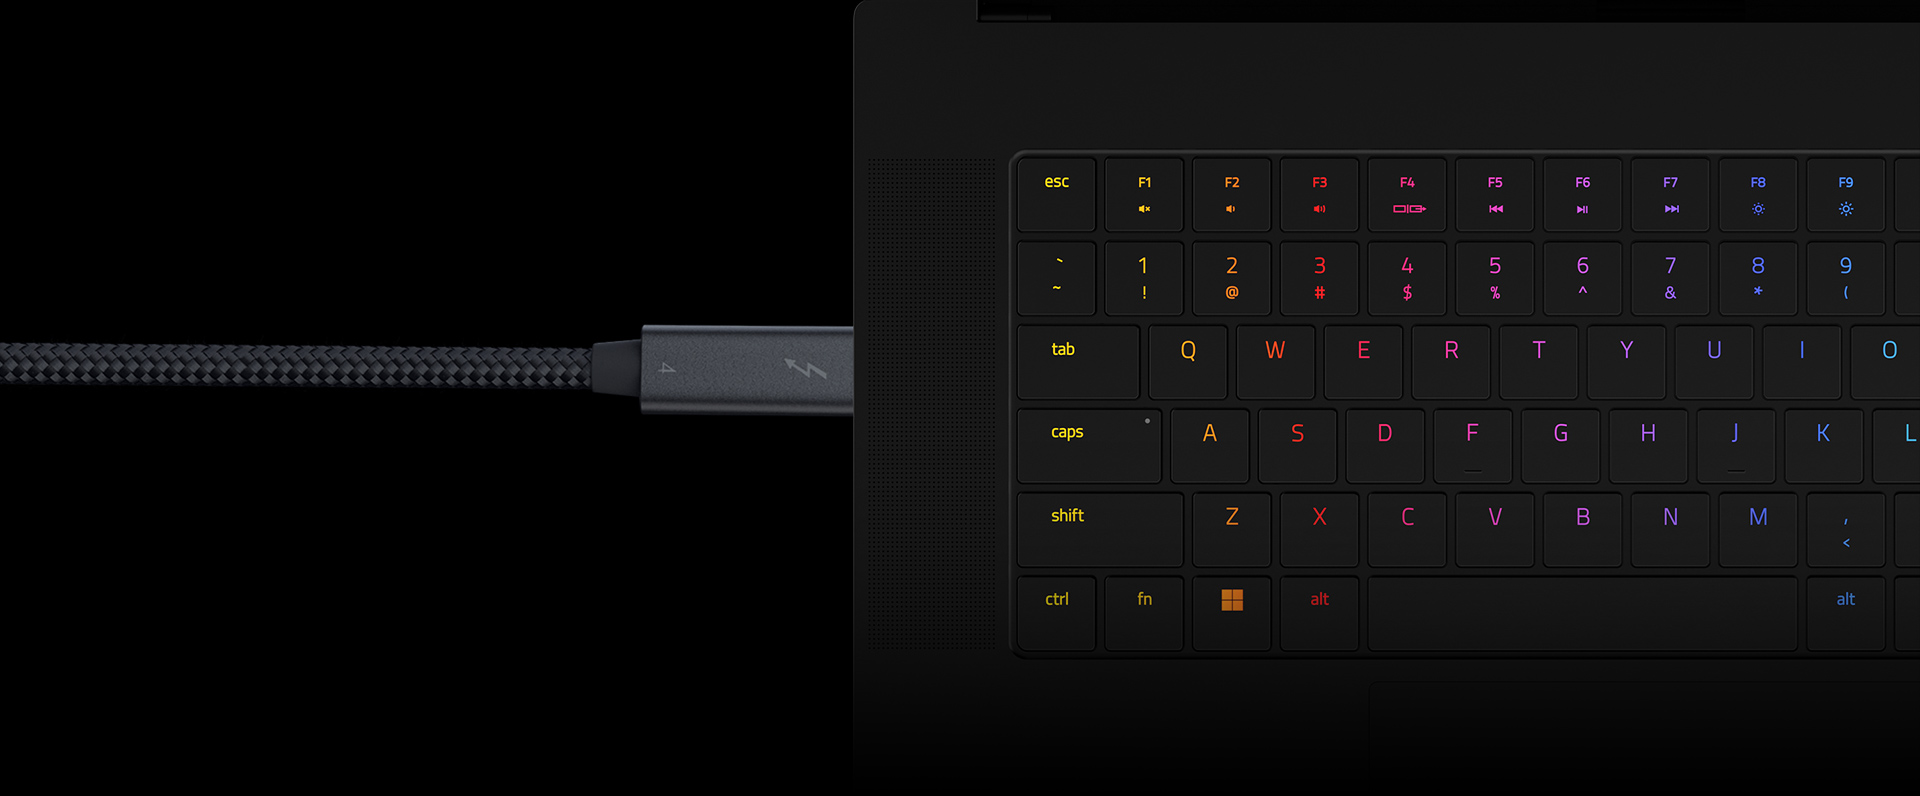 esc F1 F2 F3 F4 F5 F6 F7 F8 F9
` 1 2 3 4 5 6 7 8 9
~ ! @ # $ % ^ & * (
4
tab Q W E R T Y U I O
caps A S D F G H J K L
shift Z X C V B N M ,
<
ctrl fn alt alt